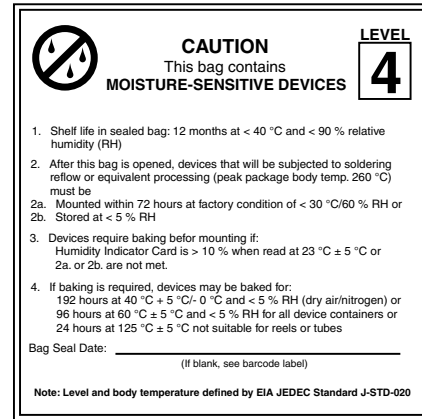 CAUTION
This bag contains
MOISTURE-SENSITIVE DEVICES
LEVEL
4
1. Shelf life in sealed bag: 12 months at < 40 °C and < 90 % relative
humidity (RH)
2. After this bag is opened, devices that will be subjected to soldering
reflow or equivalent processing (peak package body temp. 260 °C)
must be
2a. Mounted within 72 hours at factory condition of < 30 °C/60 % RH or
2b. Stored at < 5 % RH
3. Devices require baking befor mounting if:
Humidity Indicator Card is > 10 % when read at 23 °C ± 5 °C or
2a. or 2b. are not met.
4. If baking is required, devices may be baked for:
192 hours at 40 °C + 5 °C/- 0 °C and < 5 % RH (dry air/nitrogen) or
96 hours at 60 °C ± 5 °C and < 5 % RH for all device containers or
24 hours at 125 °C ± 5 °C not suitable for reels or tubes
Bag Seal Date:
(If blank, see barcode label)
Note: Level and body temperature defined by EIA JEDEC Standard J-STD-020